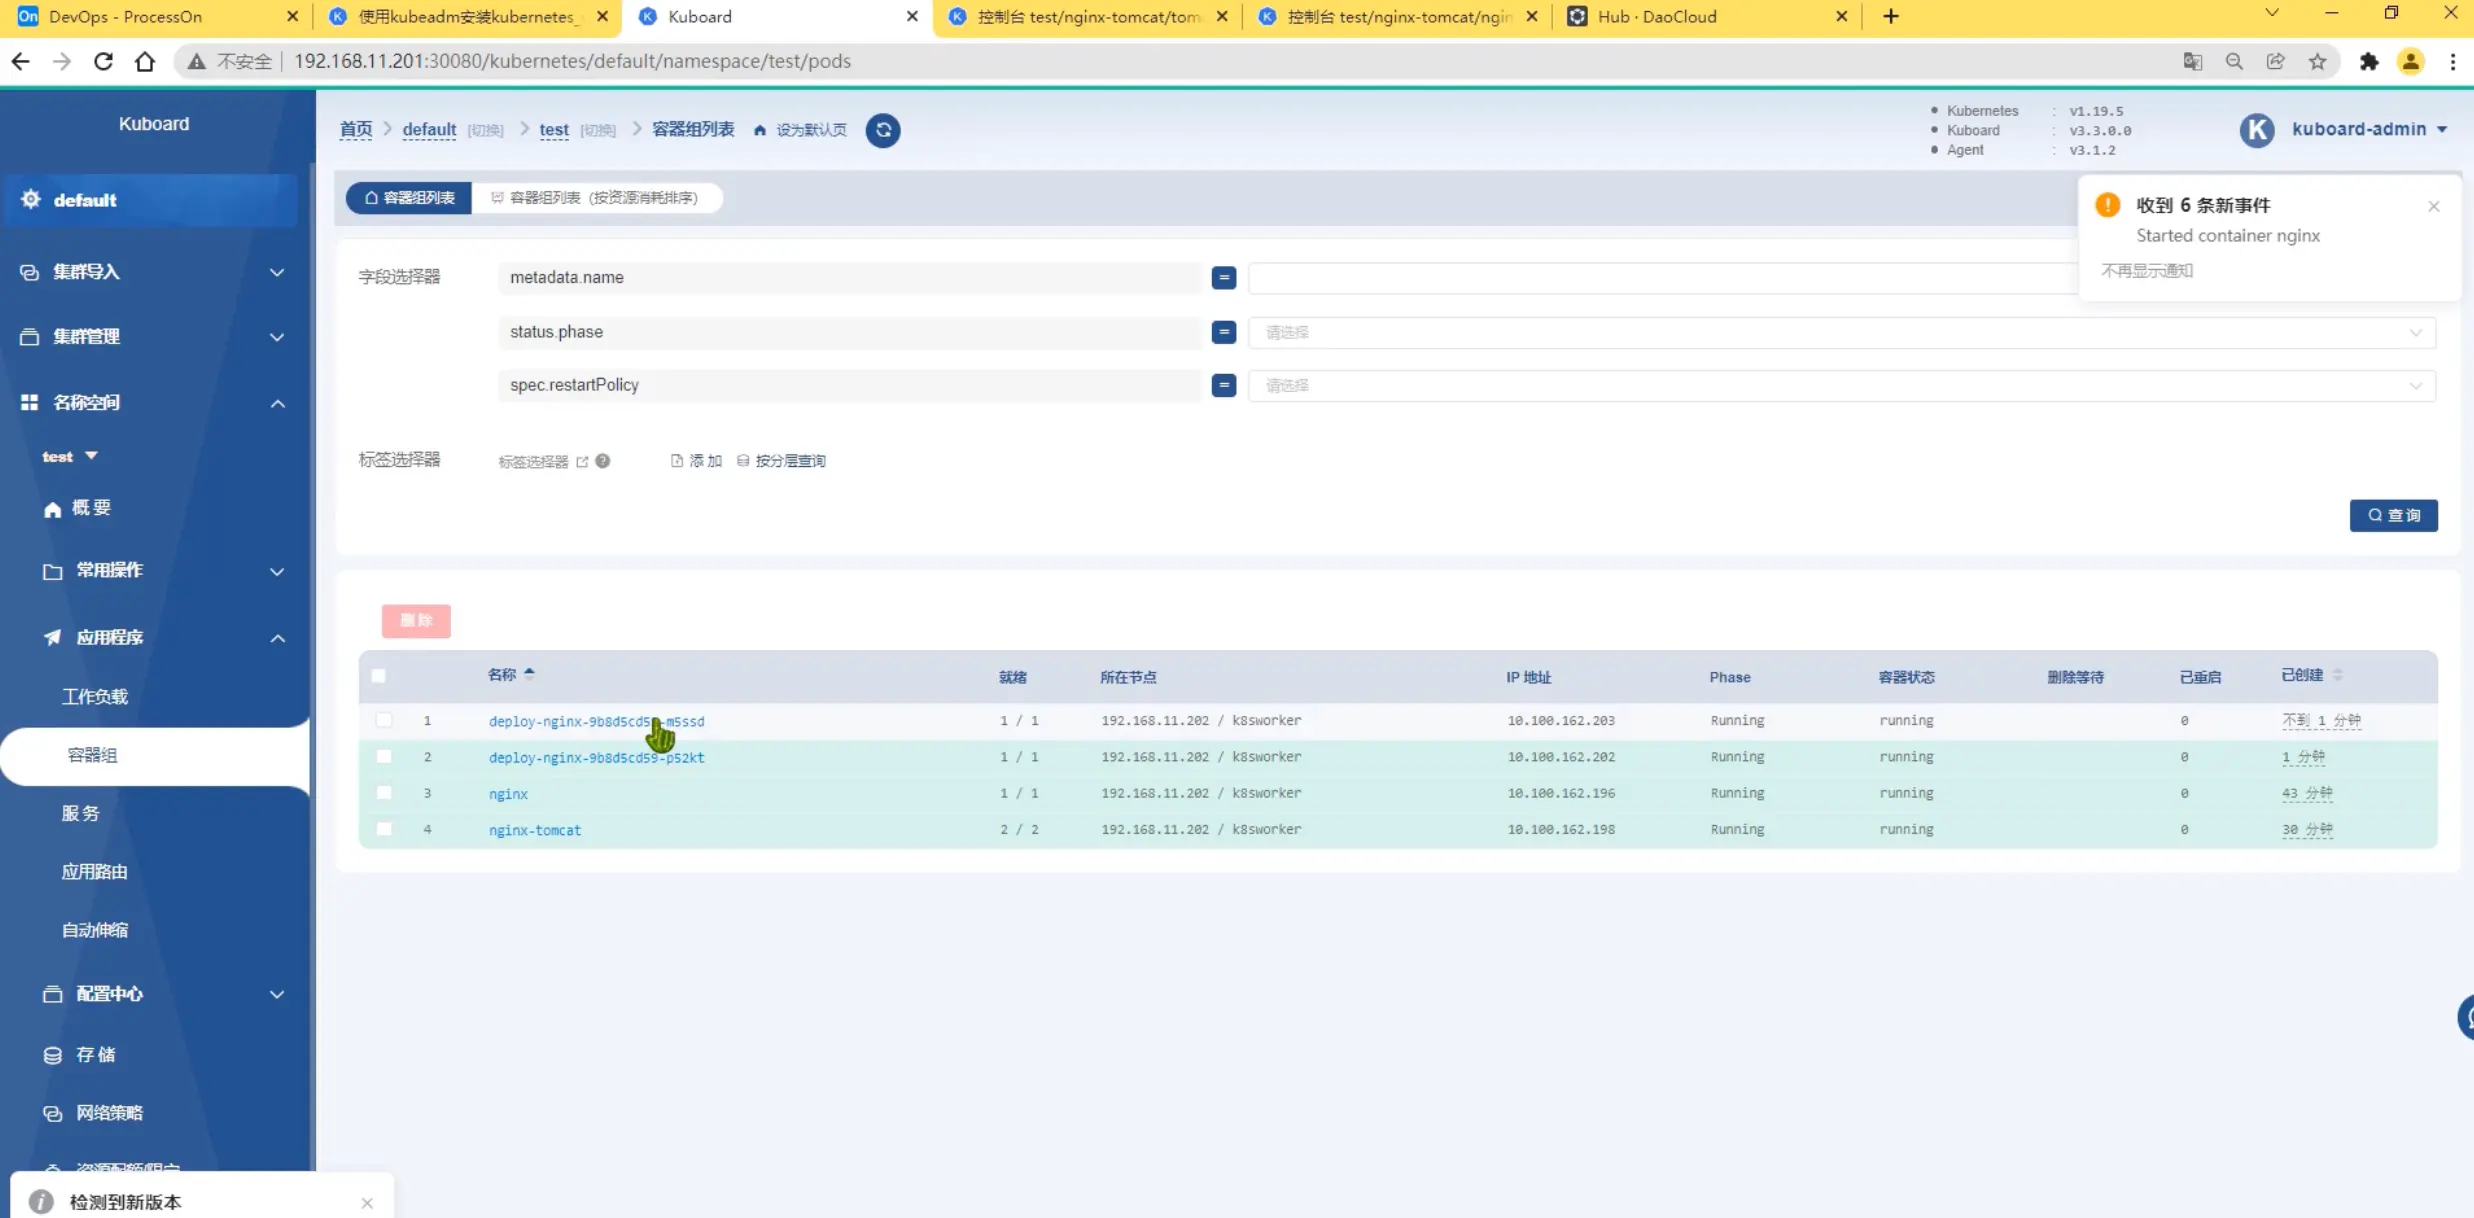 DevOps - ProcessOn
使用kubeadm安装kubernetes_
Kuboard
控制台 test/nginx-tomcat/tom
控制台 test/nginx-tomcat/ngin
Hub · DaoCloud
不安全 192.168.11.201:30080/kubernetes/default/namespace/test/pods
Kuboard
首页 default [切换] test [切换] 容器组列表 设为默认页
Kubernetes : v1.19.5
Kuboard : v3.3.0.0
Agent : v3.1.2
K kuboard-admin
default
集群导入
集群管理
名称空间
test
概 要
常用操作
应用程序
工作负载
容器组
服 务
应用路由
自动伸缩
配置中心
存 储
网络策略
检测到新版本
容器组列表 容器组列表（按资源消耗排序）
收到 6 条新事件
Started container nginx
不再显示通知
字段选择器 metadata.name =
status.phase = 请选择
spec.restartPolicy = 请选择
标签选择器 标签选择器 添 加 按分层查询
查 询
删 除
名称 就绪 所在节点 IP 地址 Phase 容器状态 删除等待 已重启 已创建
1 deploy-nginx-9b8d5cd59-m5ssd 1 / 1 192.168.11.202 / k8sworker 10.100.162.203 Running running 0 不到 1 分钟
2 deploy-nginx-9b8d5cd59-p52kt 1 / 1 192.168.11.202 / k8sworker 10.100.162.202 Running running 0 1 分钟
3 nginx 1 / 1 192.168.11.202 / k8sworker 10.100.162.196 Running running 0 43 分钟
4 nginx-tomcat 2 / 2 192.168.11.202 / k8sworker 10.100.162.198 Running running 0 30 分钟